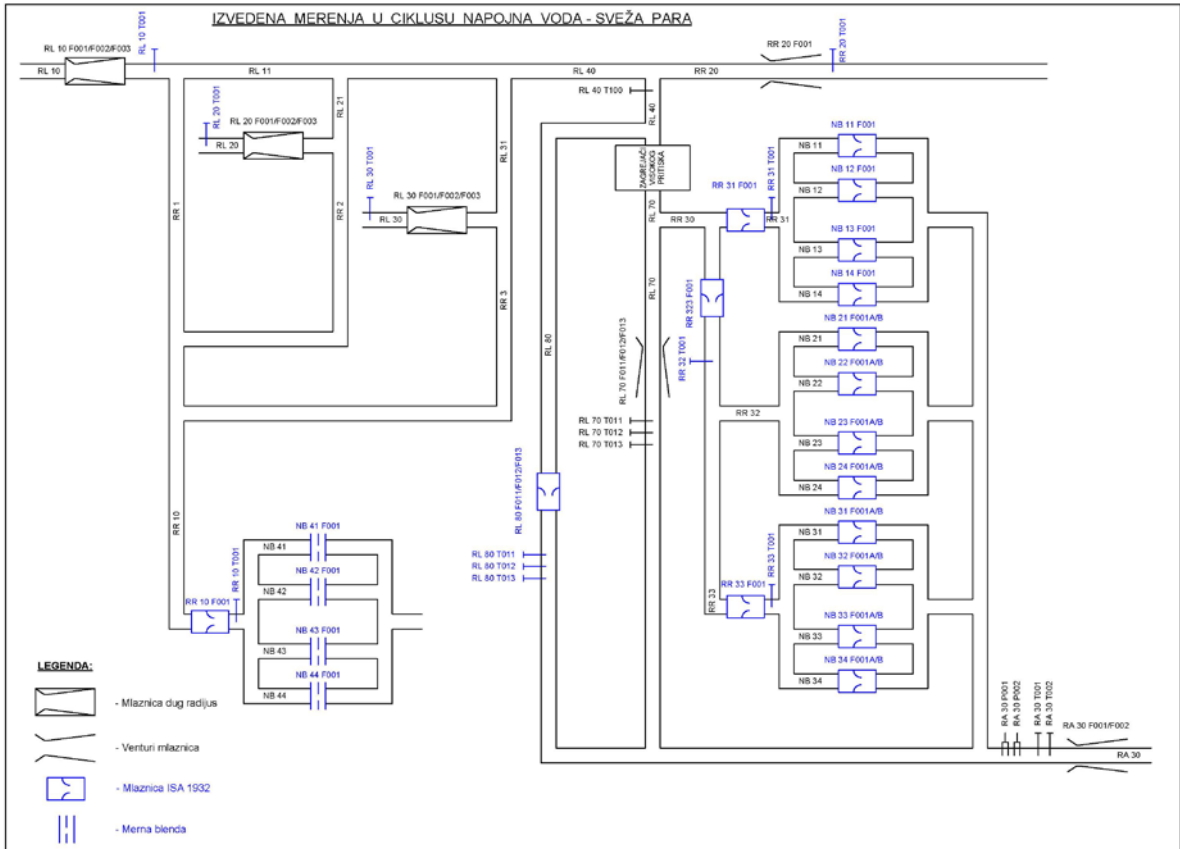 IZVEDENA MERENJA U CIKLUSU NAPOJNA VODA - SVEŽA PARA
RL 10 F001/F002/F003
RL 10 T001
RL 10
RL 11
RL 40
RR 20
RR 20 F001
RR 20 T001
RL 40 T100
RL 40
RL 20 T001
RL 20 F001/F002/F003
RL 20
RL 21
RL 30 T001
RL 30 F001/F002/F003
RL 30
RL 31
RR 1
RR 2
RR 3
ZAGREJAČI
VISOKOG
PRITISKA
RL 70
RR 30
RR 31 F001
RR 31 T001
RR 31
NB 11 F001
NB 11
NB 12 F001
NB 12
NB 13 F001
NB 13
NB 14 F001
NB 14
RL 70
RR 323 F001
RR 32 T001
RL 80
RL 70 F011/F012/F013
NB 21 F001A/B
NB 21
NB 22 F001A/B
NB 22
RR 32
NB 23 F001A/B
NB 23
NB 24 F001A/B
NB 24
RL 70 T011
RL 70 T012
RL 70 T013
RL 80 F011/F012/F013
RL 80 T011
RL 80 T012
RL 80 T013
RR 10
RR 10 F001
RR 10 T001
NB 41 F001
NB 41
NB 42 F001
NB 42
NB 43 F001
NB 43
NB 44 F001
NB 44
NB 31 F001A/B
NB 31
RR 33 F001
RR 33 T001
RR 33
NB 32 F001A/B
NB 32
NB 33 F001A/B
NB 33
NB 34 F001A/B
NB 34
RA 30 P001
RA 30 P002
RA 30 T001
RA 30 T002
RA 30 F001/F002
RA 30
LEGENDA:
- Mlaznica dug radijus
- Venturi mlaznica
- Mlaznica ISA 1932
- Merna blenda